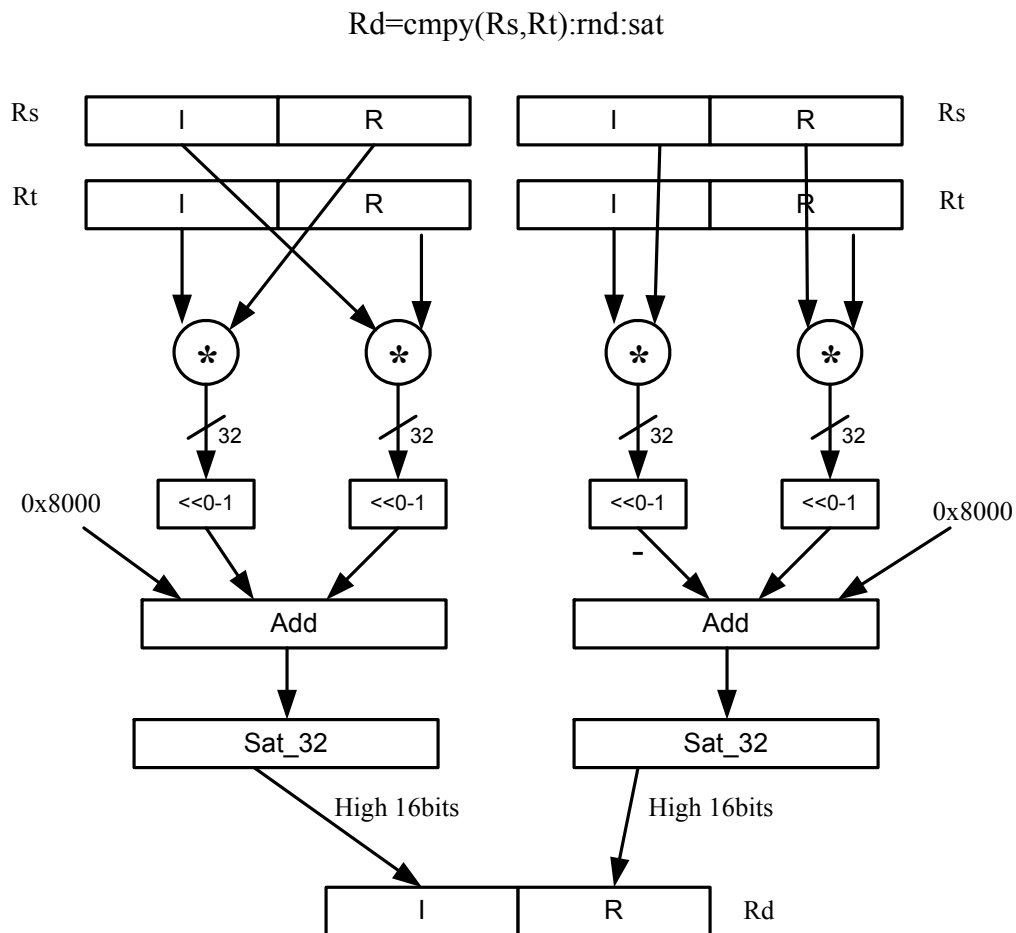 Rd=cmpy(Rs,Rt):rnd:sat
Rs I R I R Rs
Rt I R I R Rt
* * * *
32 32 32 32
0x8000 <<0-1 <<0-1 <<0-1 <<0-1 0x8000
-
Add Add
Sat_32 Sat_32
High 16bits High 16bits
I R Rd